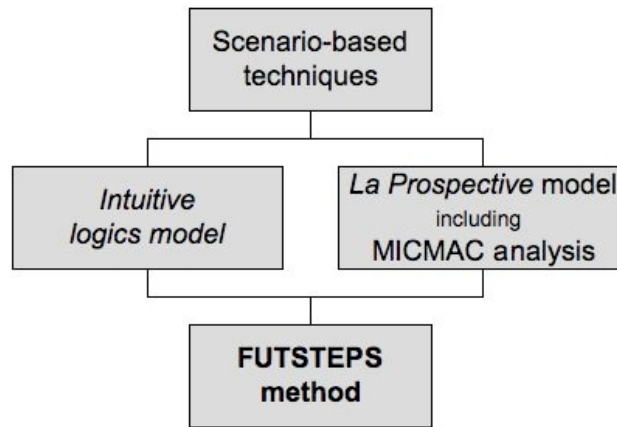 Scenario-based
techniques
Intuitive
logics model
La Prospective model
including
MICMAC analysis
FUTSTEPS
method